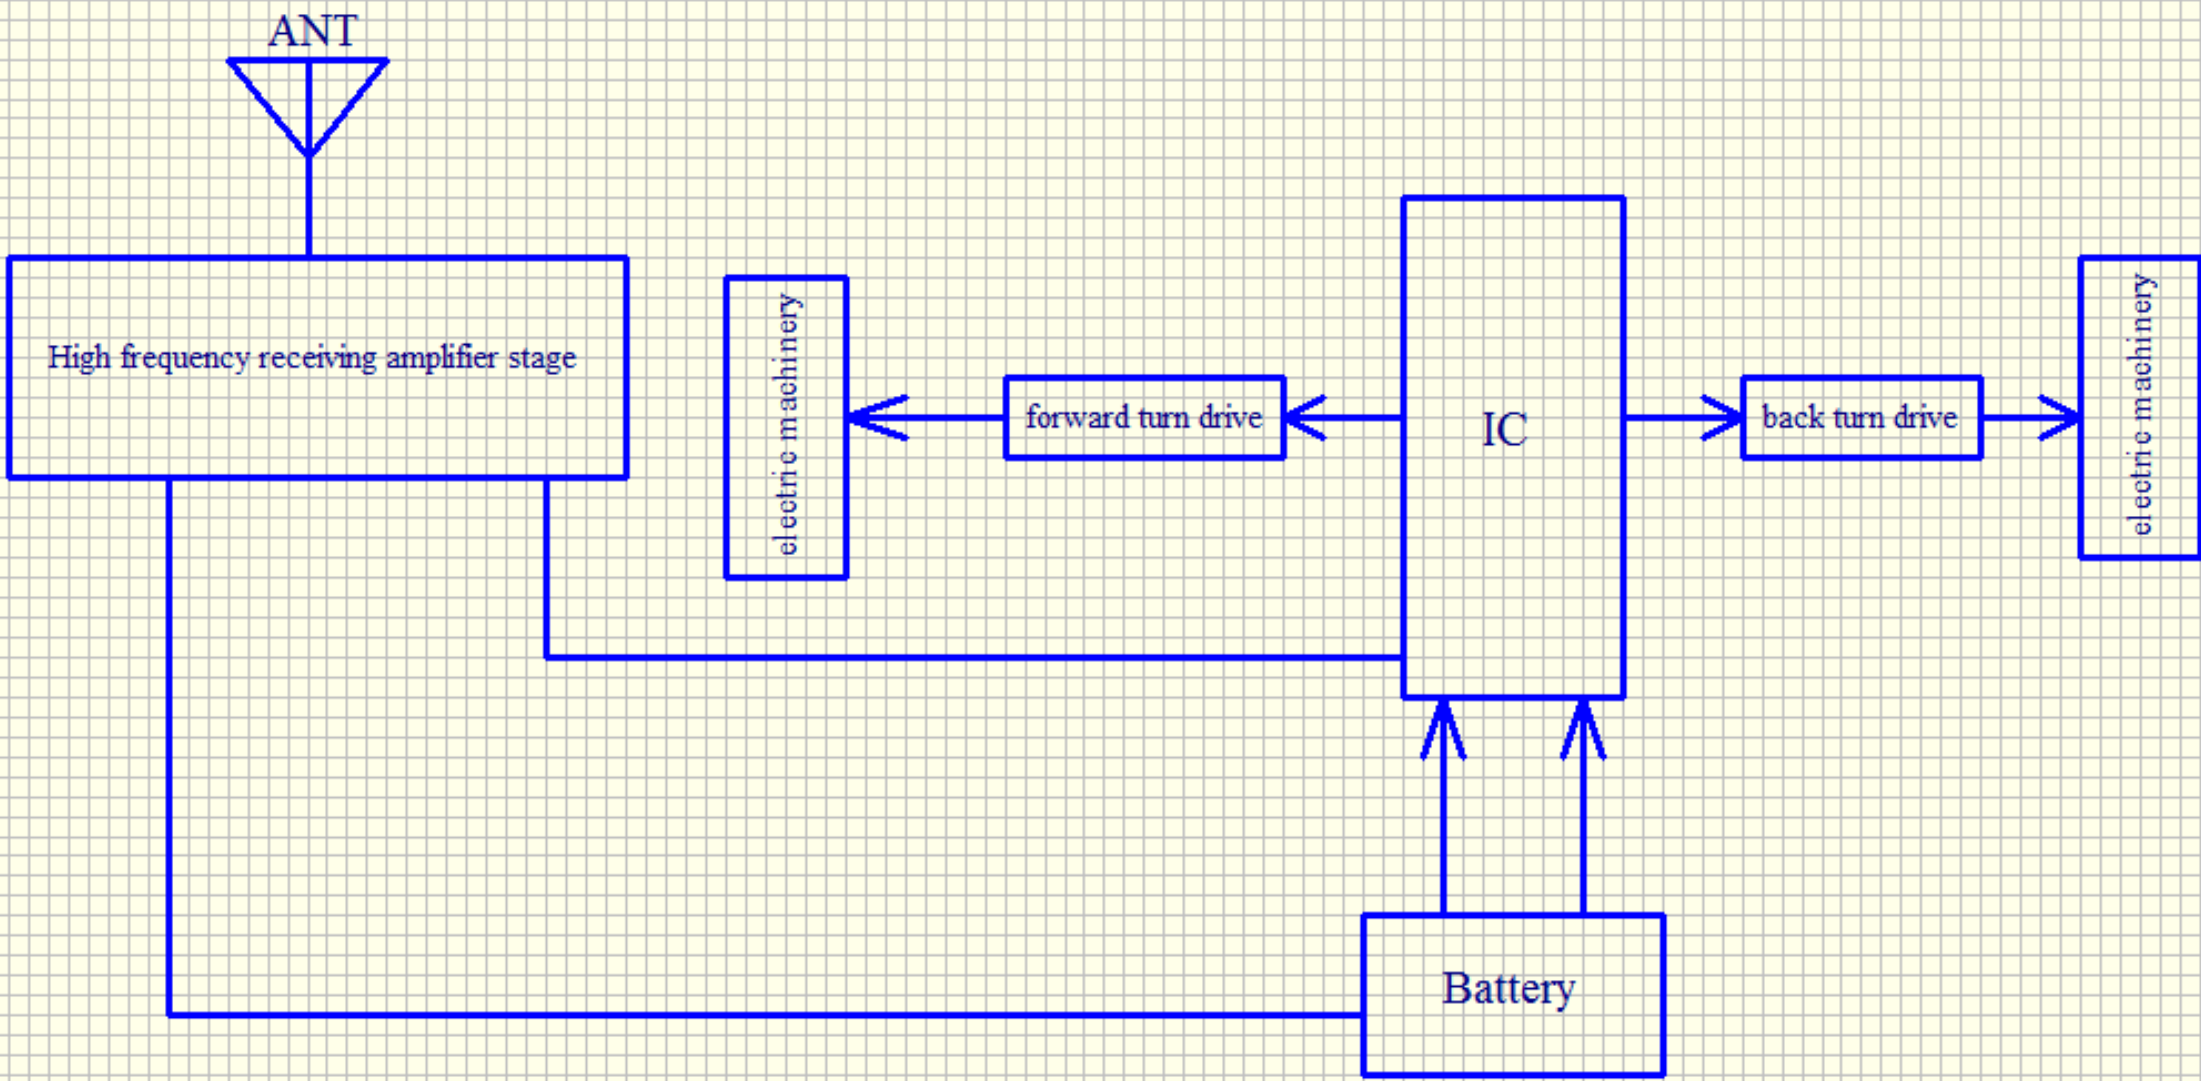 ANT
High frequency receiving amplifier stage
electric machinery
forward turn drive
IC
back turn drive
electric machinery
Battery